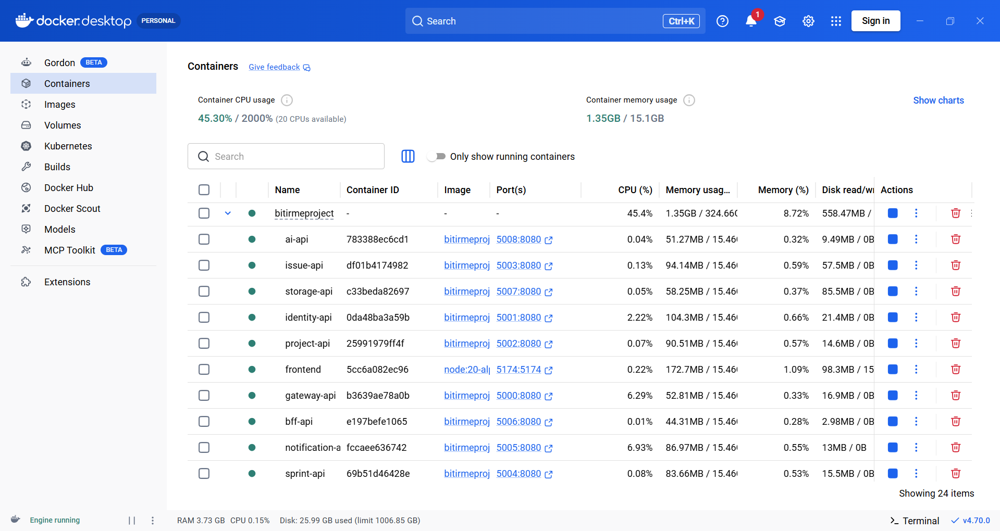 docker.desktop PERSONAL Search Ctrl+K 1 Sign in
Gordon BETA
Containers
Images
Volumes
Kubernetes
Builds
Docker Hub
Docker Scout
Models
MCP Toolkit BETA
Extensions
Containers Give feedback
Container CPU usage Container memory usage Show charts
45.30% / 2000% (20 CPUs available) 1.35GB / 15.1GB
Search Only show running containers
Name Container ID Image Port(s) CPU (%) Memory usag... Memory (%) Disk read/wr Actions
bitirmeproject - - - 45.4% 1.35GB / 324.66G 8.72% 558.47MB /
ai-api 783388ec6cd1 bitirmeproj 5008:8080 0.04% 51.27MB / 15.46 0.32% 9.49MB / 0B
issue-api df01b4174982 bitirmeproj 5003:8080 0.13% 94.14MB / 15.46 0.59% 57.5MB / 0B
storage-api c33beda82697 bitirmeproj 5007:8080 0.05% 58.25MB / 15.46 0.37% 85.5MB / 0B
identity-api 0da48ba3a59b bitirmeproj 5001:8080 2.22% 104.3MB / 15.46 0.66% 21.4MB / 0B
project-api 25991979ff4f bitirmeproj 5002:8080 0.07% 90.51MB / 15.46 0.57% 14.6MB / 0B
frontend 5cc6a082ec96 node:20-alp 5174:5174 0.22% 172.7MB / 15.46 1.09% 98.3MB / 15
gateway-api b3639ae78a0b bitirmeproj 5000:8080 6.29% 52.81MB / 15.46 0.33% 16.9MB / 0B
bff-api e197befe1065 bitirmeproj 5006:8080 0.01% 44.31MB / 15.46 0.28% 2.98MB / 0B
notification-a fccaee636742 bitirmeproj 5005:8080 6.93% 86.97MB / 15.46 0.55% 13MB / 0B
sprint-api 69b51d46428e bitirmeproj 5004:8080 0.08% 83.66MB / 15.46 0.53% 15.5MB / 0B
Showing 24 items
Engine running RAM 3.73 GB CPU 0.15% Disk: 25.99 GB used (limit 1006.85 GB) Terminal v4.70.0